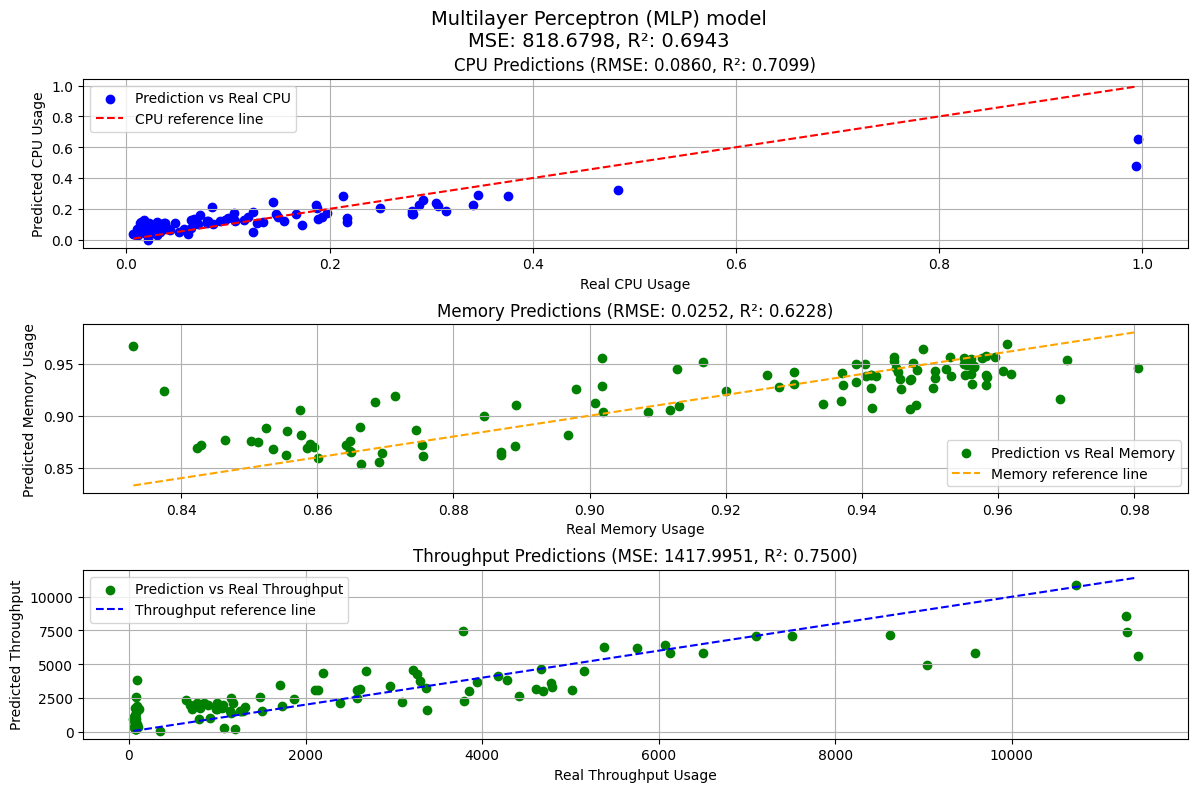 Multilayer Perceptron (MLP) model
MSE: 818.6798, R²: 0.6943
CPU Predictions (RMSE: 0.0860, R²: 0.7099)
Predicted CPU Usage
1.0
0.8
0.6
0.4
0.2
0.0
Prediction vs Real CPU
CPU reference line
0.0 0.2 0.4 0.6 0.8 1.0
Real CPU Usage
Memory Predictions (RMSE: 0.0252, R²: 0.6228)
Predicted Memory Usage
0.95
0.90
0.85
Prediction vs Real Memory
Memory reference line
0.84 0.86 0.88 0.90 0.92 0.94 0.96 0.98
Real Memory Usage
Throughput Predictions (MSE: 1417.9951, R²: 0.7500)
Predicted Throughput
10000
7500
5000
2500
0
Prediction vs Real Throughput
Throughput reference line
0 2000 4000 6000 8000 10000
Real Throughput Usage